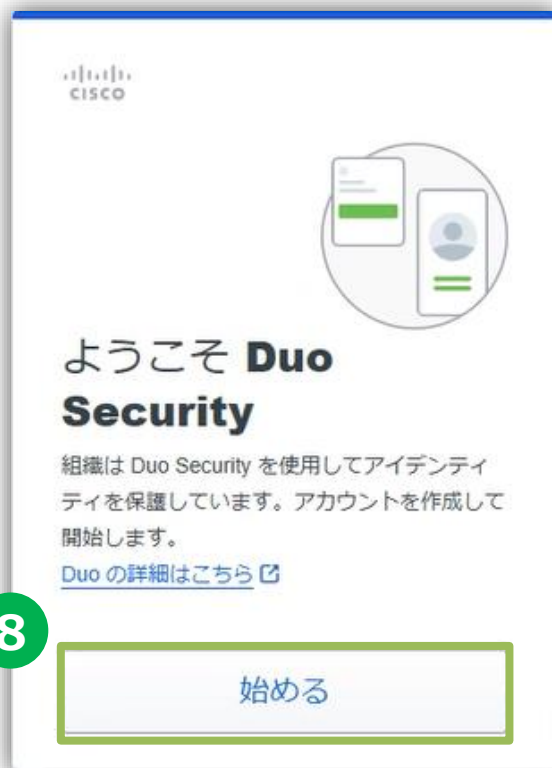 CISCO
ようこそ Duo
Security
組織は Duo Security を使用してアイデンティ
ティを保護しています。アカウントを作成して
開始します。
Duo の詳細はこちら
8
始める